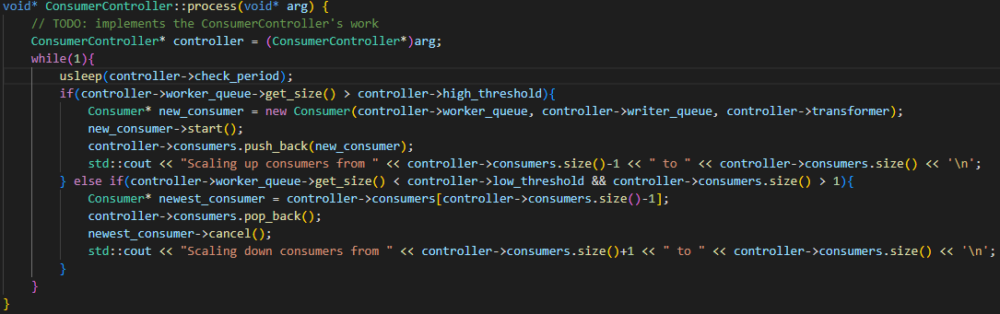 void* ConsumerController::process(void* arg) {
    // TODO: implements the ConsumerController's work
    ConsumerController* controller = (ConsumerController*)arg;
    while(1){
        usleep(controller->check_period);
        if(controller->worker_queue->get_size() > controller->high_threshold){
            Consumer* new_consumer = new Consumer(controller->worker_queue, controller->writer_queue, controller->transformer);
            new_consumer->start();
            controller->consumers.push_back(new_consumer);
            std::cout << "Scaling up consumers from " << controller->consumers.size()-1 << " to " << controller->consumers.size() << '\n';
        } else if(controller->worker_queue->get_size() < controller->low_threshold && controller->consumers.size() > 1){
            Consumer* newest_consumer = controller->consumers[controller->consumers.size()-1];
            controller->consumers.pop_back();
            newest_consumer->cancel();
            std::cout << "Scaling down consumers from " << controller->consumers.size()+1 << " to " << controller->consumers.size() << '\n';
        }
    }
}